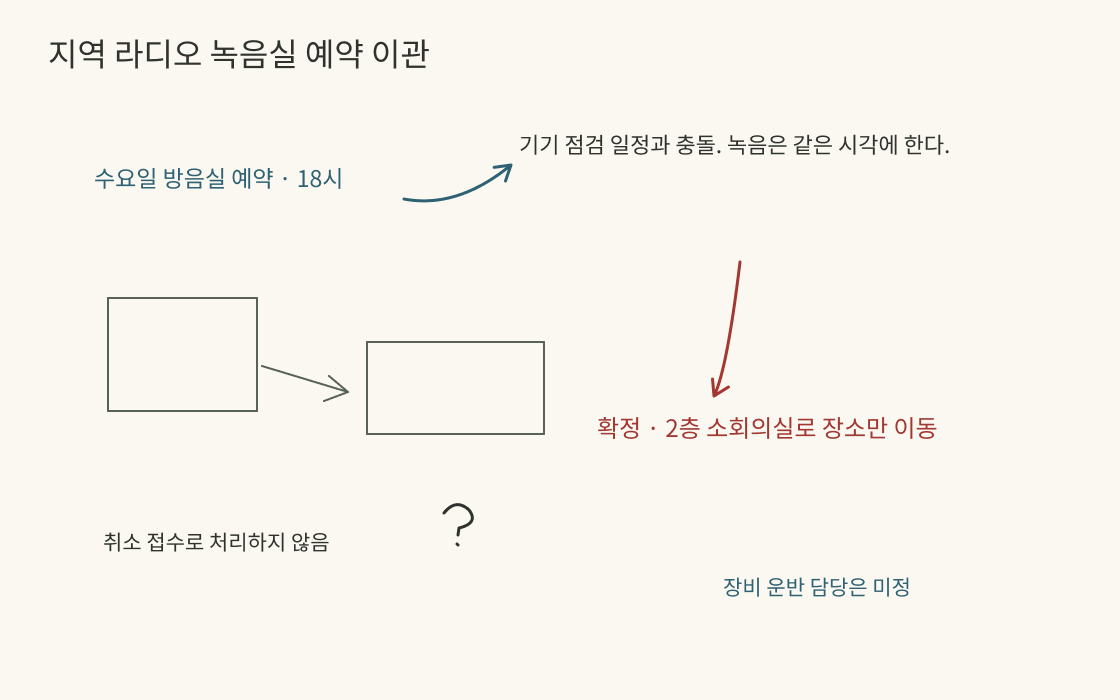 지역 라디오 녹음실 예약 이관
기기 점검 일정과 충돌. 녹음은 같은 시각에 한다.
수요일 방음실 예약 · 18시
확정 · 2층 소회의실로 장소만 이동
?
취소 접수로 처리하지 않음
장비 운반 담당은 미정